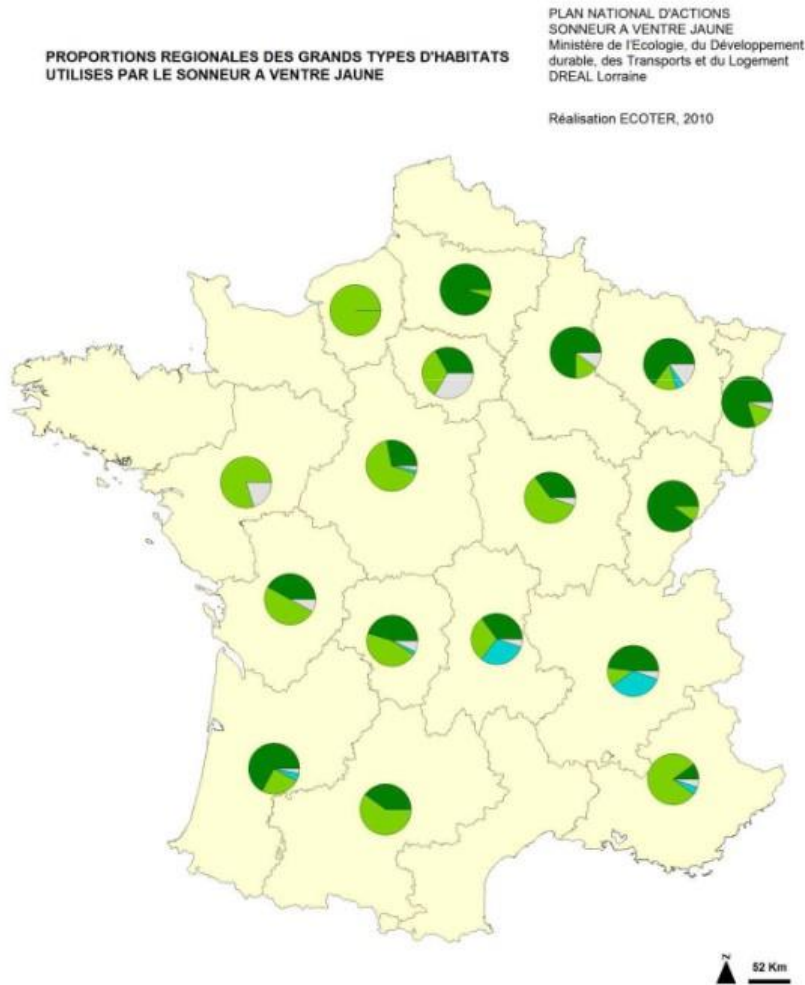 PROPORTIONS REGIONALES DES GRANDS TYPES D'HABITATS
UTILISES PAR LE SONNEUR A VENTRE JAUNE
PLAN NATIONAL D'ACTIONS
SONNEUR A VENTRE JAUNE
Ministère de l'Ecologie, du Développement
durable, des Transports et du Logement
DREAL Lorraine
Réalisation ECOTER, 2010
N
52 Km